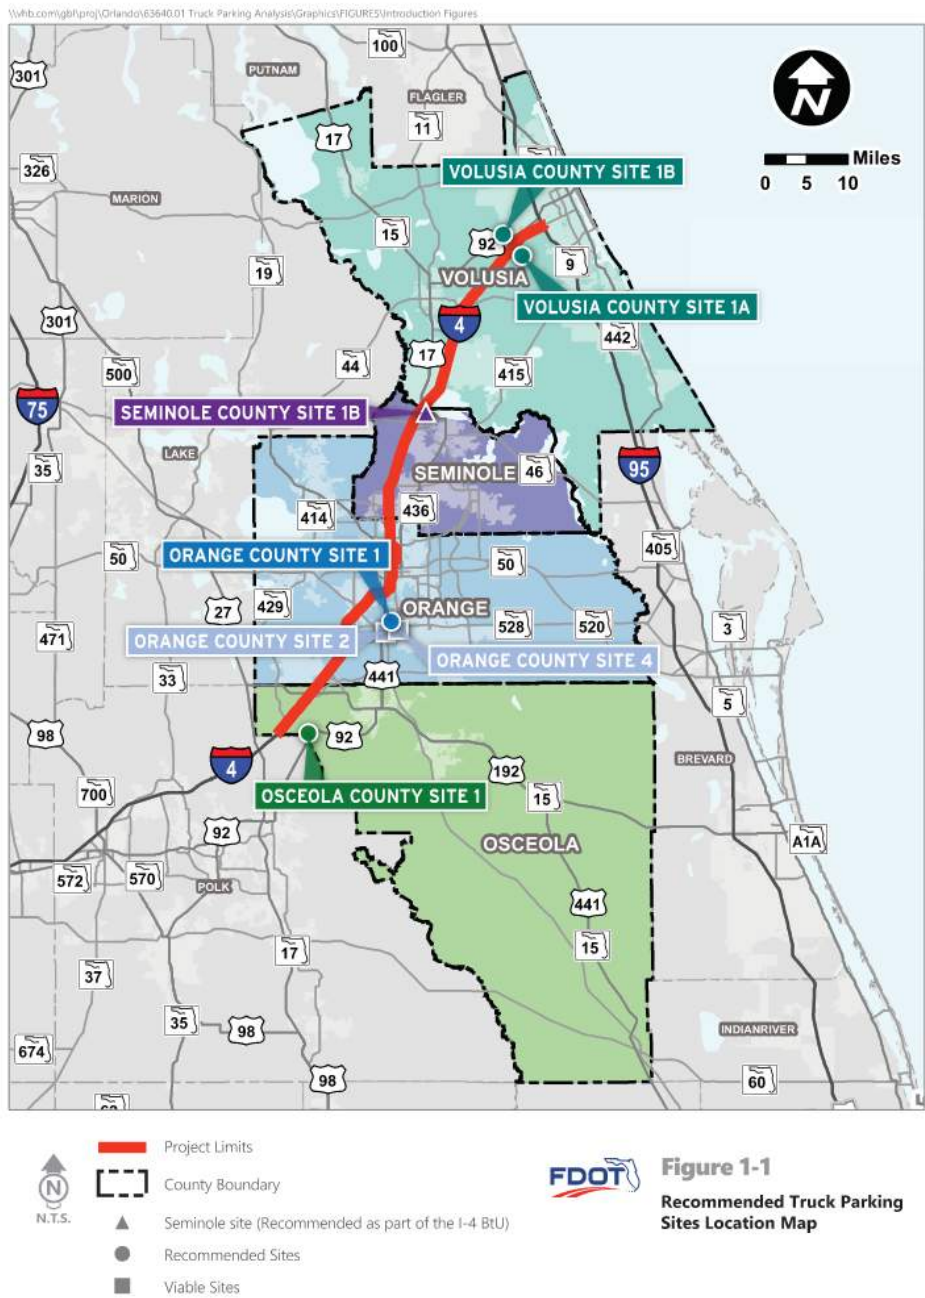 \\vhb.com\gbl\proj\Orlando\63640.01 Truck Parking Analysis\Graphics\FIGURES\Introduction Figures
100
301
PUTNAM
FLAGLER
11
17
N
Miles
0 5 10
326
MARION
VOLUSIA COUNTY SITE 1B
15
92
9
19
VOLUSIA
VOLUSIA COUNTY SITE 1A
301
4
442
17
44
500
415
75
SEMINOLE COUNTY SITE 1B
LAKE
35
SEMINOLE
46
95
414
436
ORANGE COUNTY SITE 1
50
50
405
27
429
ORANGE
528
520
3
471
ORANGE COUNTY SITE 2
ORANGE COUNTY SITE 4
33
441
5
98
92
4
BREVARD
192
700
OSCEOLA COUNTY SITE 1
15
92
OSCEOLA
A1A
572
570
POLK
441
15
17
37
35
98
INDIANRIVER
674
98
60
Project Limits
County Boundary
N
N.T.S.
Seminole site (Recommended as part of the I-4 BtU)
Recommended Sites
Viable Sites
FDOT
Figure 1-1
Recommended Truck Parking
Sites Location Map